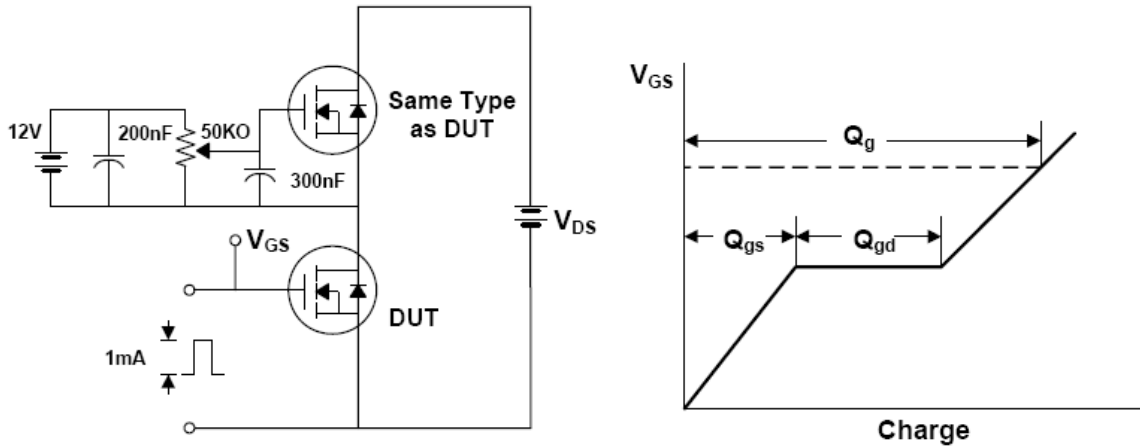 12V
200nF
50KO
300nF
Same Type
as DUT
VDS
VGS
DUT
1mA
VGS
Qg
Qgs
Qgd
Charge